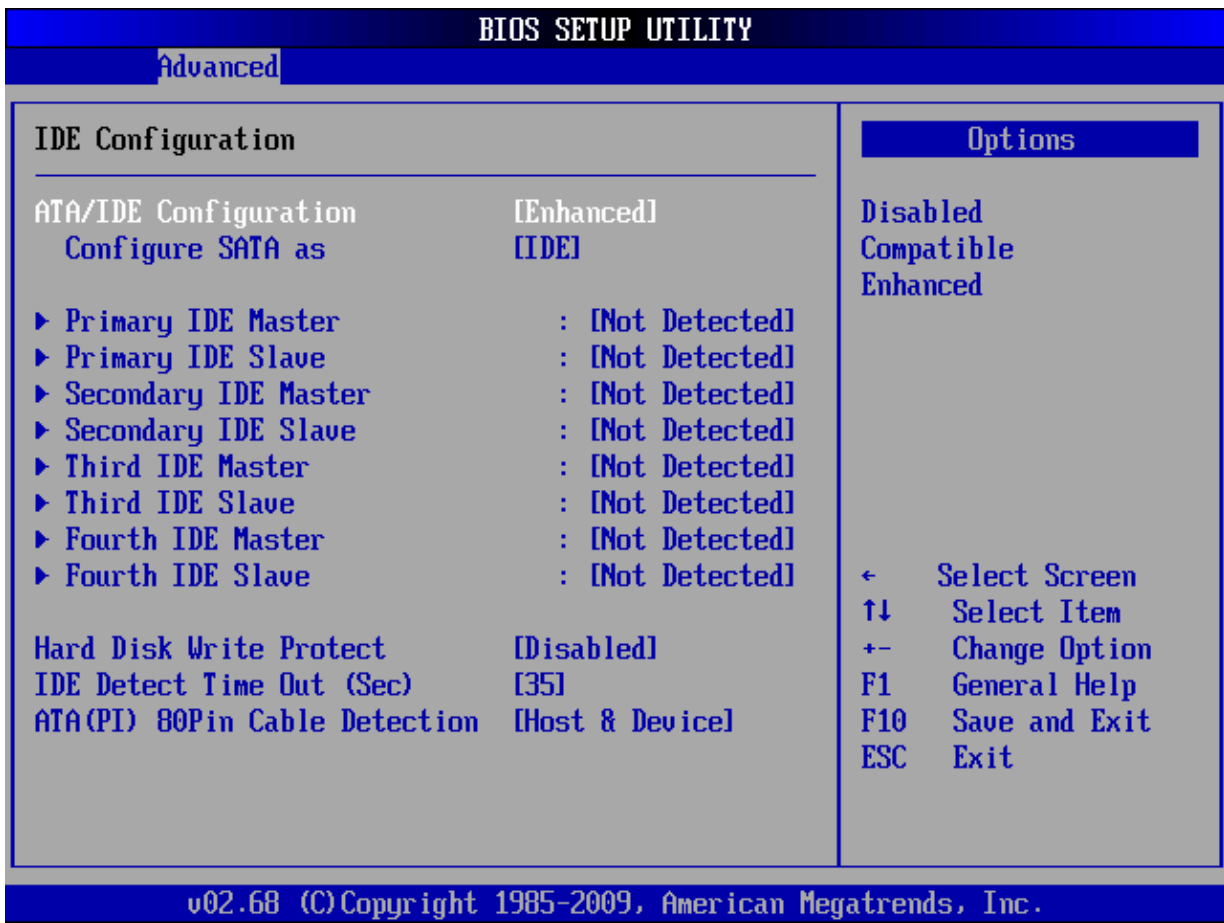 BIOS SETUP UTILITY
Advanced
IDE Configuration
ATA/IDE Configuration [Enhanced]
Configure SATA as [IDE]
▶ Primary IDE Master : [Not Detected]
▶ Primary IDE Slave : [Not Detected]
▶ Secondary IDE Master : [Not Detected]
▶ Secondary IDE Slave : [Not Detected]
▶ Third IDE Master : [Not Detected]
▶ Third IDE Slave : [Not Detected]
▶ Fourth IDE Master : [Not Detected]
▶ Fourth IDE Slave : [Not Detected]
Hard Disk Write Protect [Disabled]
IDE Detect Time Out (Sec) [35]
ATA(PI) 80Pin Cable Detection [Host & Device]
Options
Disabled
Compatible
Enhanced
← Select Screen
↑↓ Select Item
+- Change Option
F1 General Help
F10 Save and Exit
ESC Exit
v02.68 (C)Copyright 1985-2009, American Megatrends, Inc.